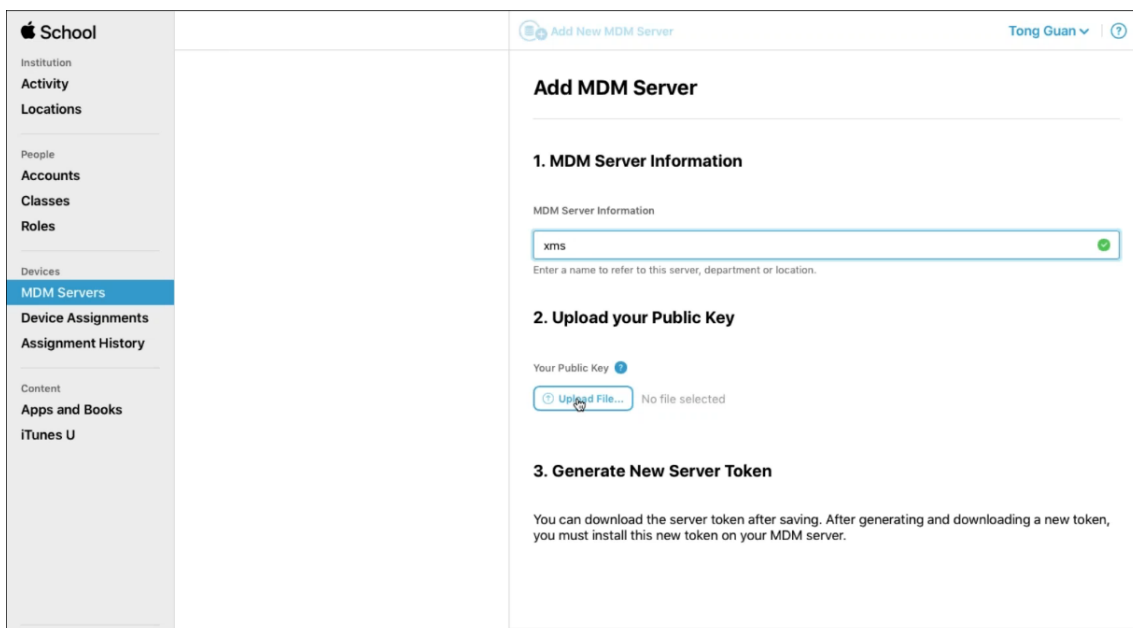 School
Institution
Activity
Locations
People
Accounts
Classes
Roles
Devices
MDM Servers
Device Assignments
Assignment History
Content
Apps and Books
iTunes U
Add New MDM Server
Tong Guan
?
Add MDM Server
1. MDM Server Information
MDM Server Information
xms
Enter a name to refer to this server, department or location.
2. Upload your Public Key
Your Public Key ?
Upload File... No file selected
3. Generate New Server Token
You can download the server token after saving. After generating and downloading a new token,
you must install this new token on your MDM server.